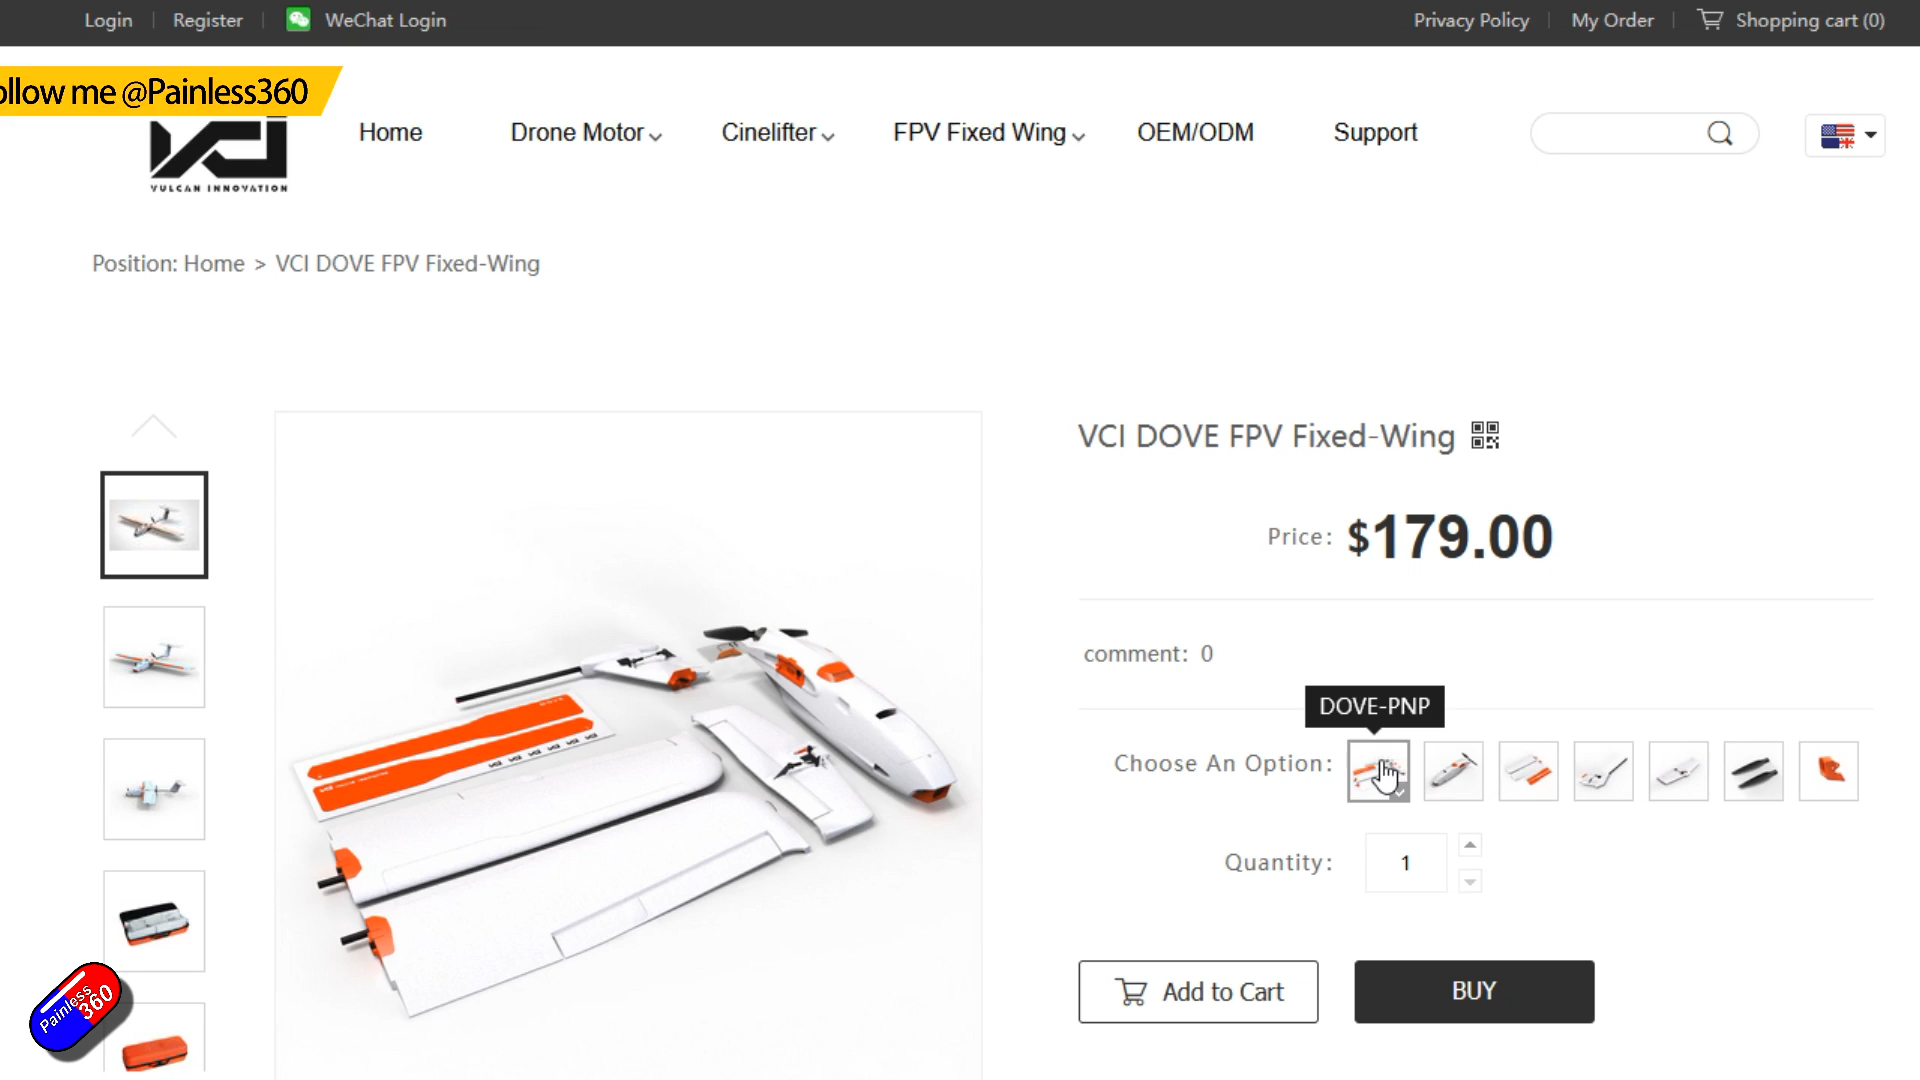 Login
Register
WeChat Login
Privacy Policy
My Order
Shopping cart (0)
ollow me @Painless360
VCI
VULCAN INNOVATION
Home
Drone Motor
Cinelifter
FPV Fixed Wing
OEM/ODM
Support
Position: Home > VCI DOVE FPV Fixed-Wing
VCI DOVE FPV Fixed-Wing
Price: $179.00
comment: 0
DOVE-PNP
Choose An Option:
Quantity: 1
Add to Cart
BUY
Painless
360